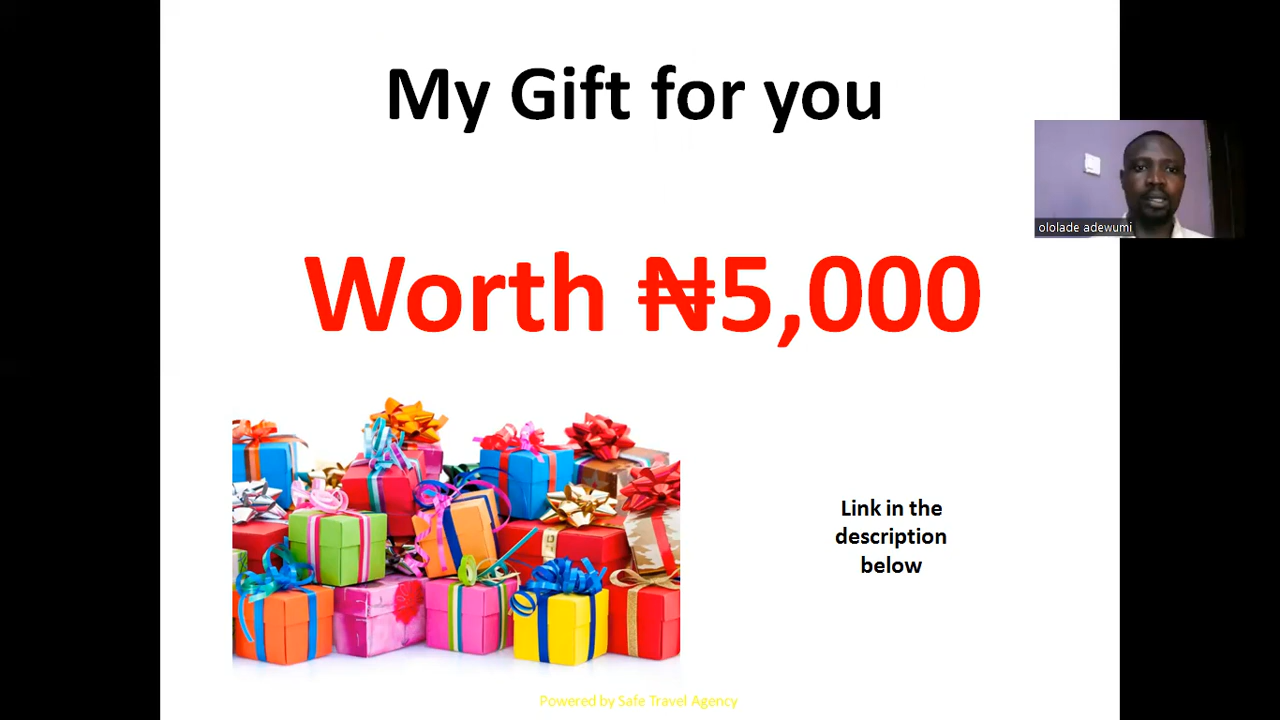 My Gift for you
Worth ₦5,000
ololade adewumi
Link in the
description
below
Powered by Safe Travel Agency